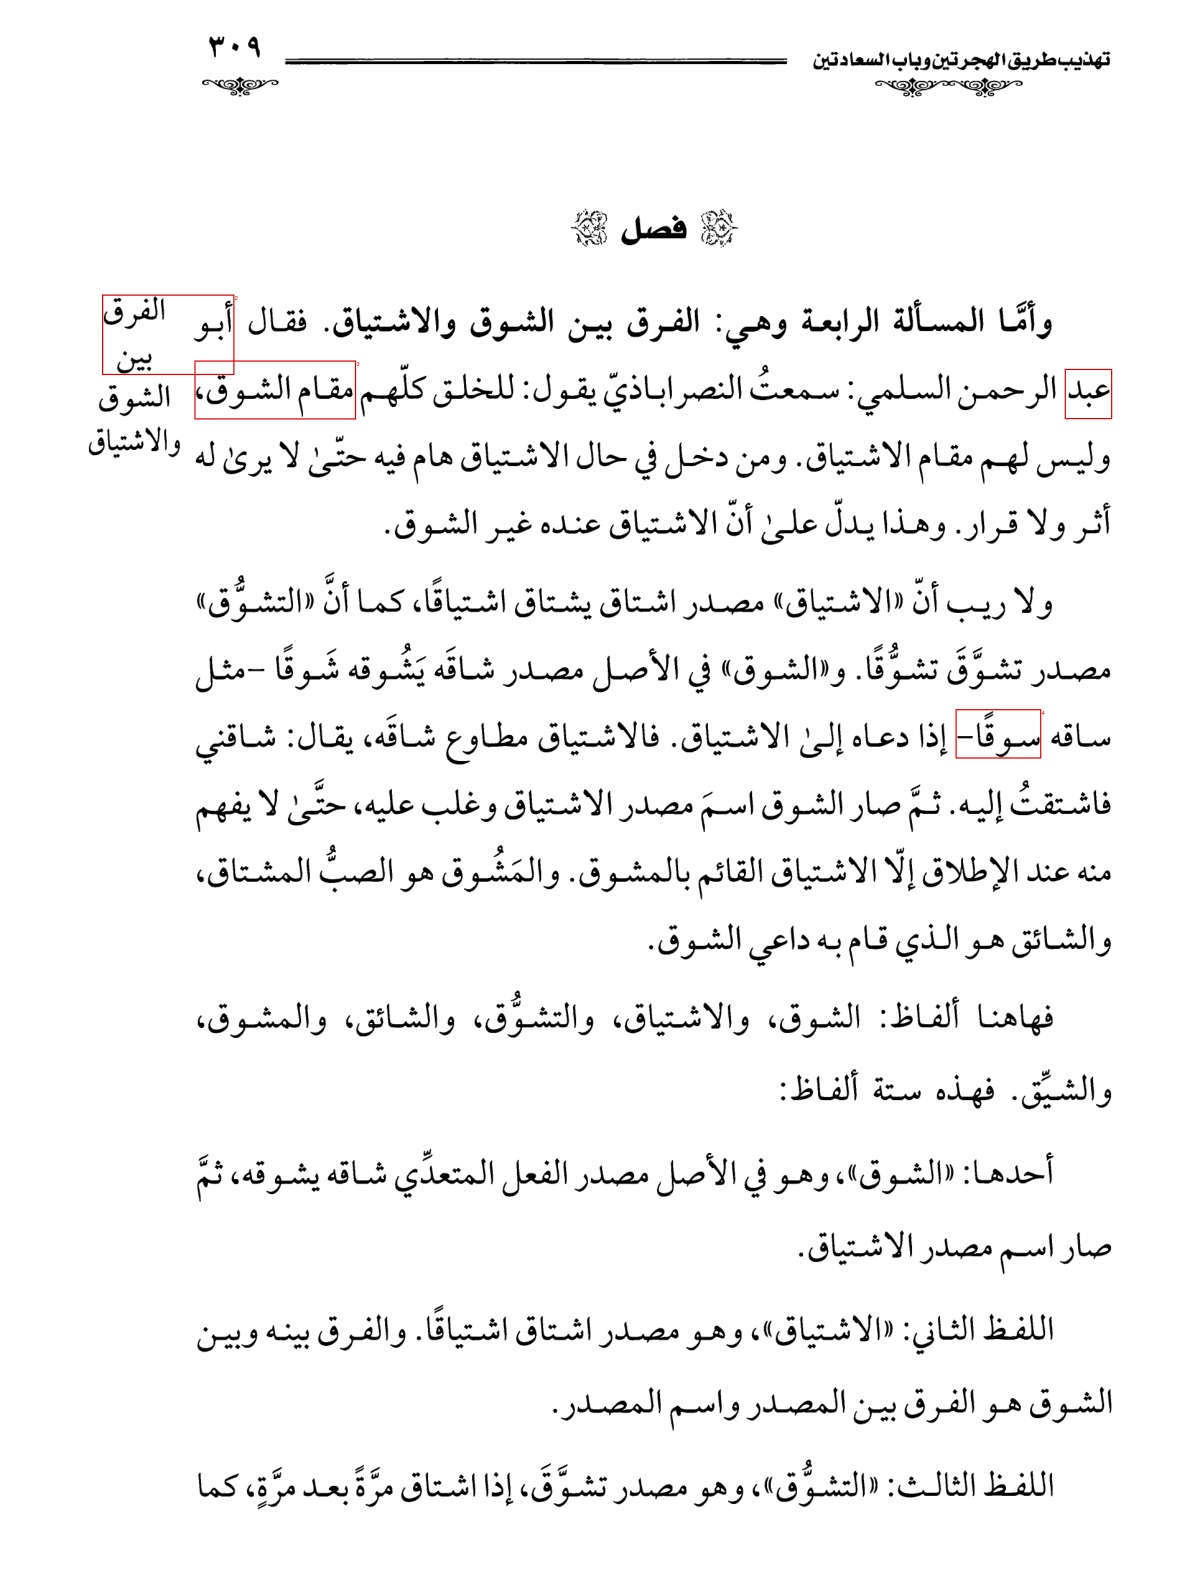 تهذيب طريق الهجرتين وباب السعادتين
٣٠٩
فصل
وأمَّا المسألة الرابعة وهي: الفرق بين الشوق والاشتياق. فقال أبو
عبد الرحمن السلمي: سمعتُ النصراباذيّ يقول: للخلق كلّهم مقام الشوق،
وليس لهم مقام الاشتياق. ومن دخل في حال الاشتياق هام فيه حتّىٰ لا يرىٰ له
أثر ولا قرار. وهذا يدلّ علىٰ أنّ الاشتياق عنده غير الشوق.
الفرق
بين
الشوق
والاشتياق
ولا ريب أنّ «الاشتياق» مصدر اشتاق يشتاق اشتياقًا، كما أنَّ «التشوُّق»
مصدر تشوَّقَ تشوُّقًا. و«الشوق» في الأصل مصدر شاقَه يَشُوقه شَوقًا –مثل
ساقه سوقًا– إذا دعاه إلىٰ الاشتياق. فالاشتياق مطاوع شاقَه، يقال: شاقني
فاشتقتُ إليه. ثمَّ صار الشوق اسمَ مصدر الاشتياق وغلب عليه، حتَّىٰ لا يفهم
منه عند الإطلاق إلّا الاشتياق القائم بالمشوق. والمَشُوق هو الصبُّ المشتاق،
والشائق هو الذي قام به داعي الشوق.
فهاهنا ألفاظ: الشوق، والاشتياق، والتشوُّق، والشائق، والمشوق،
والشيِّق. فهذه ستة ألفاظ:
أحدها: «الشوق»، وهو في الأصل مصدر الفعل المتعدِّي شاقه يشوقه، ثمَّ
صار اسم مصدر الاشتياق.
اللفظ الثاني: «الاشتياق»، وهو مصدر اشتاق اشتياقًا. والفرق بينه وبين
الشوق هو الفرق بين المصدر واسم المصدر.
اللفظ الثالث: «التشوُّق»، وهو مصدر تشوَّقَ، إذا اشتاق مرَّةً بعد مرَّةٍ، كما